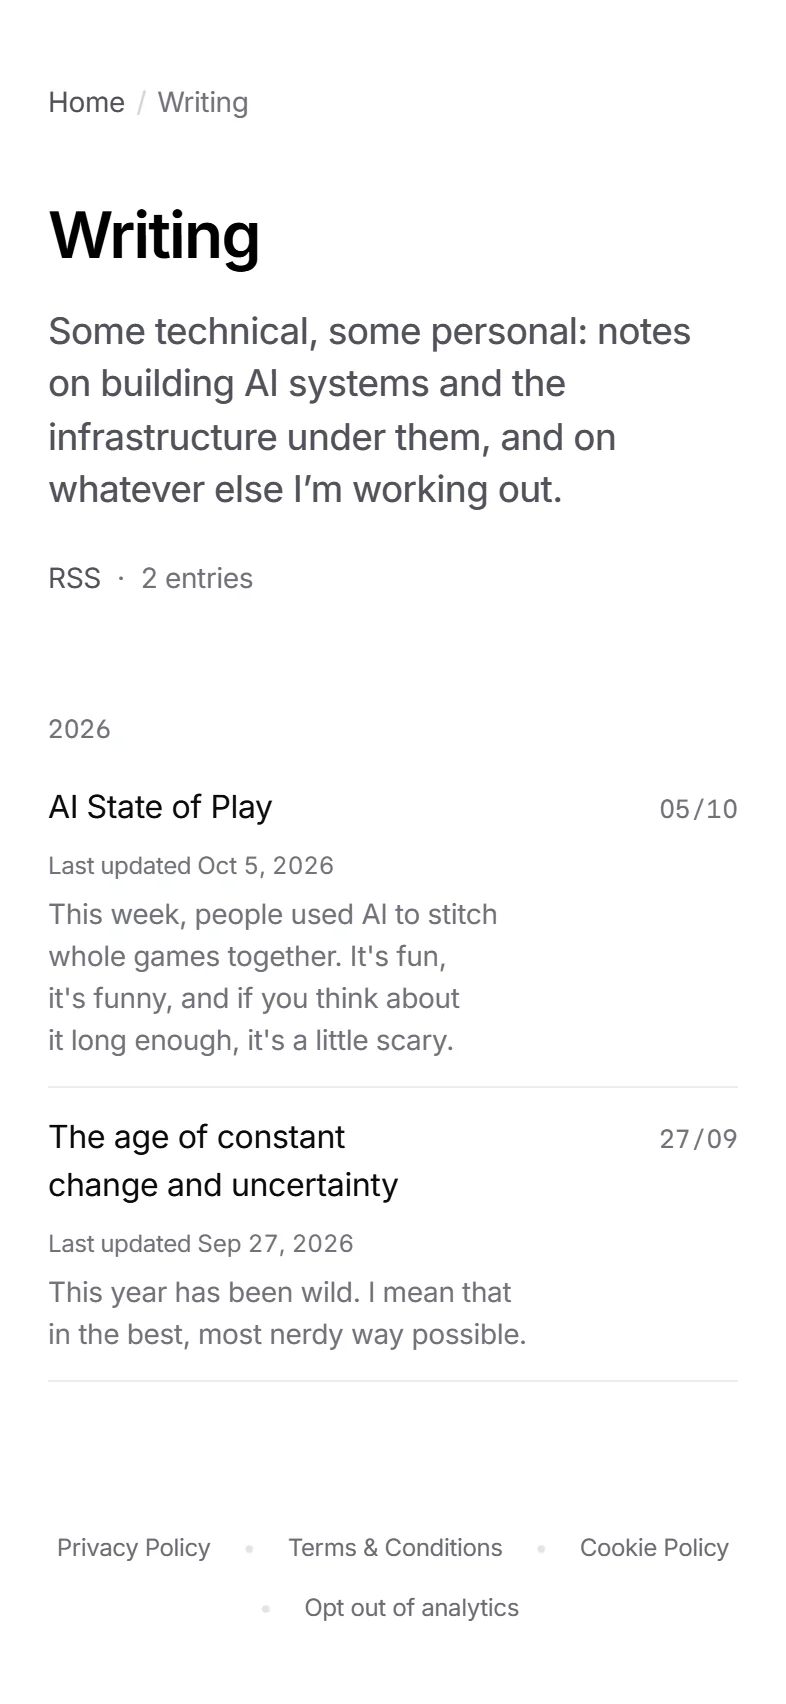 Home / Writing
Writing
Some technical, some personal: notes
on building AI systems and the
infrastructure under them, and on
whatever else I’m working out.
RSS · 2 entries
2026
AI State of Play 05/10
Last updated Oct 5, 2026
This week, people used AI to stitch
whole games together. It's fun,
it's funny, and if you think about
it long enough, it's a little scary.
The age of constant 27/09
change and uncertainty
Last updated Sep 27, 2026
This year has been wild. I mean that
in the best, most nerdy way possible.
Privacy Policy • Terms & Conditions • Cookie Policy
• Opt out of analytics